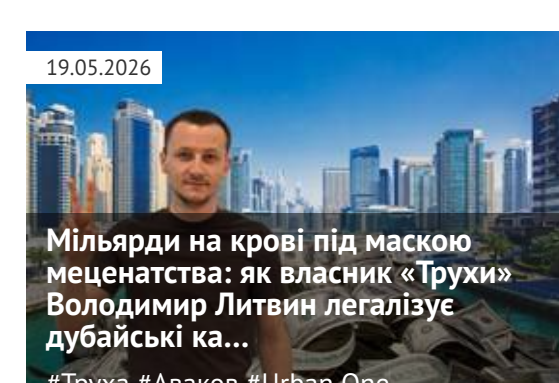 19.05.2026
Мільярди на крові під маскою
меценатства: як власник «Трухи»
Володимир Литвин легалізує
дубайські ка...
#Труха #Аваков #Urban One